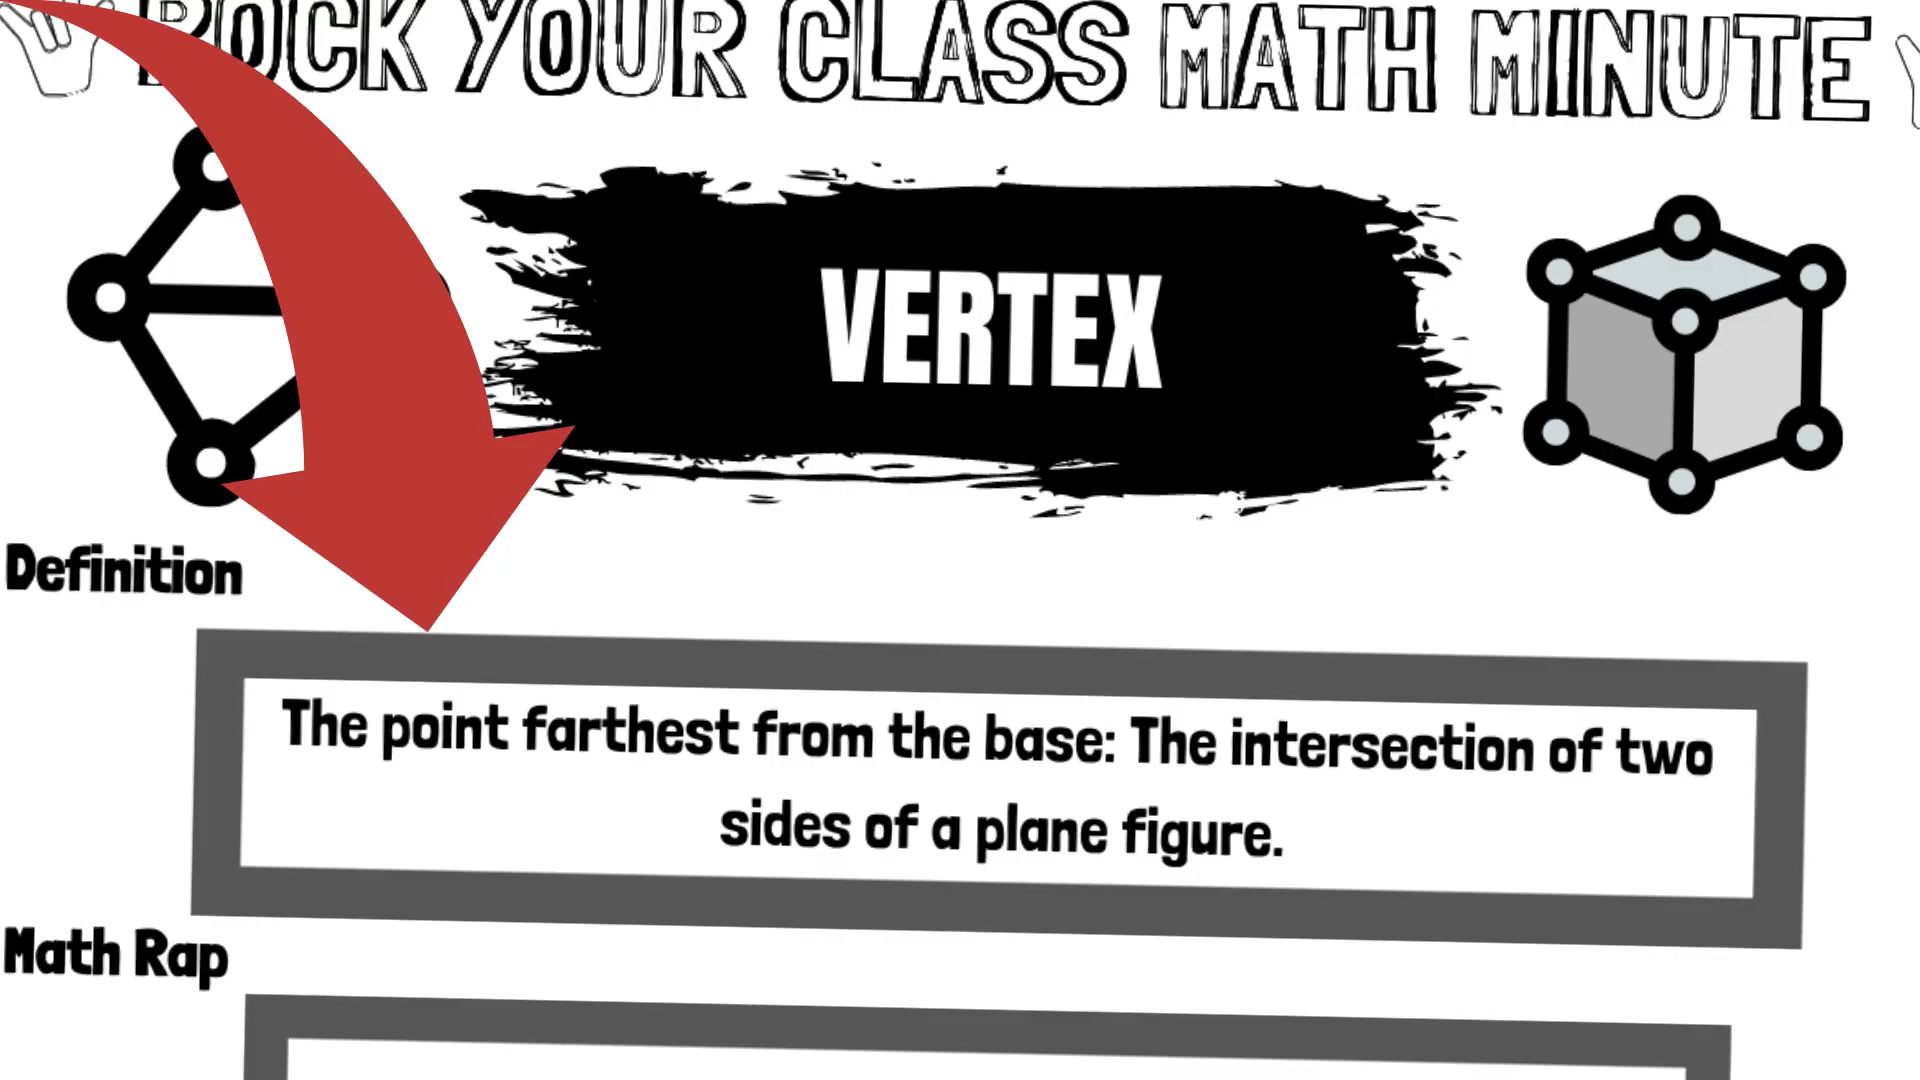 ROCK YOUR CLASS MATH MINUTE
VERTEX
Definition
The point farthest from the base: The intersection of two
sides of a plane figure.
Math Rap